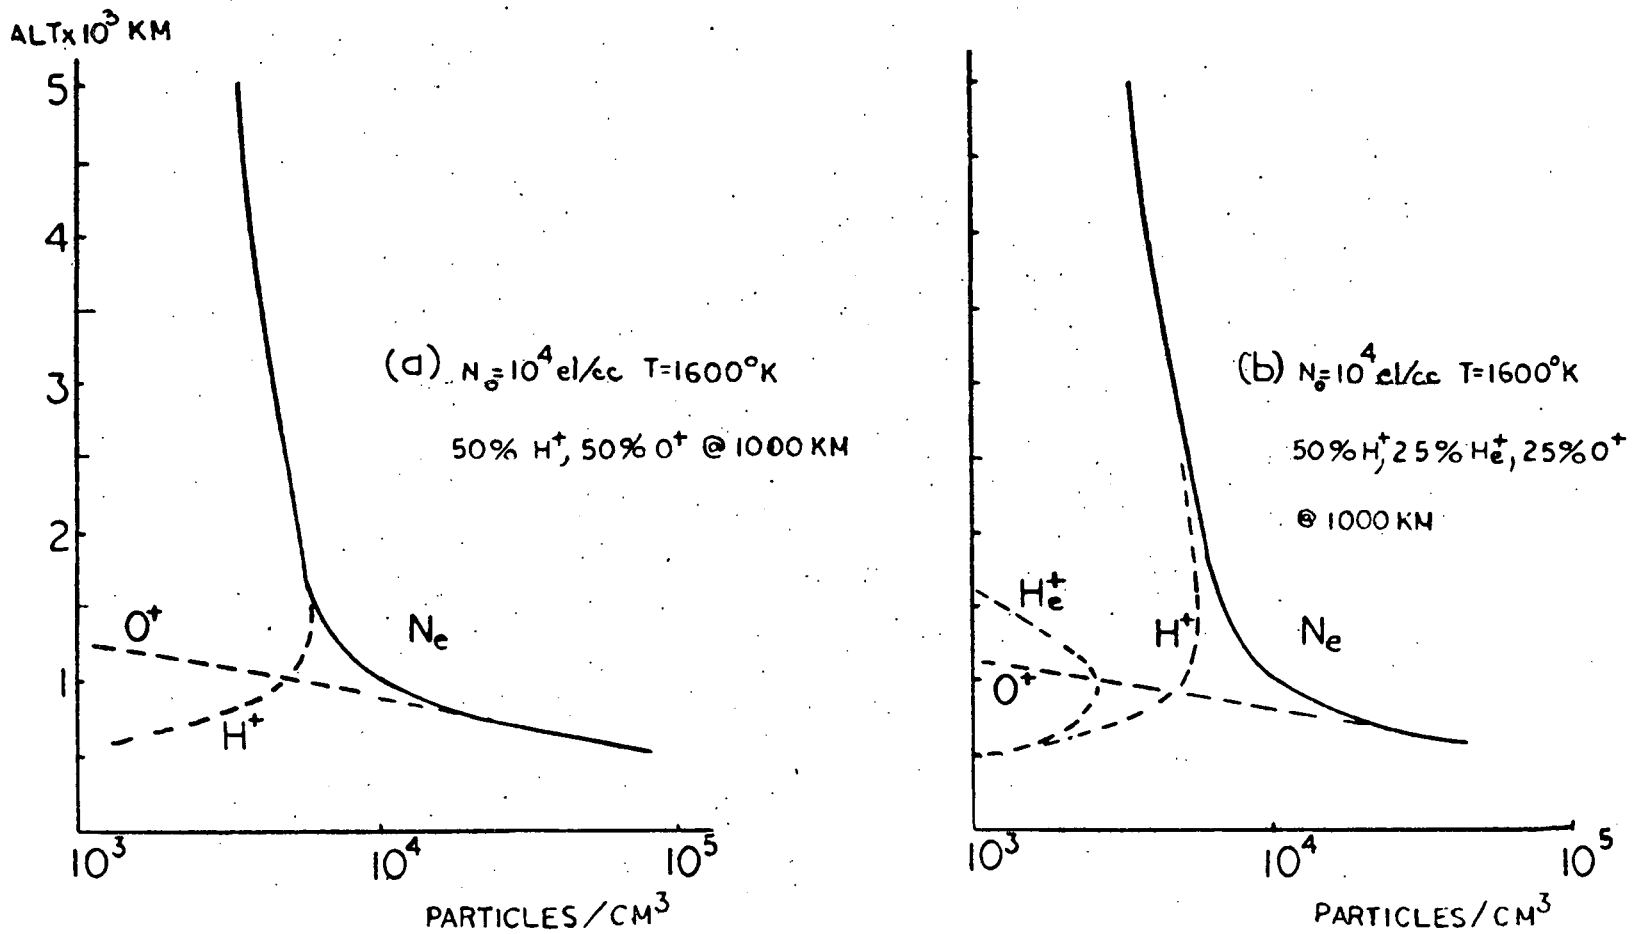 ALT×10³ KM
5
4
3
2
1
O⁺
H⁺
Nₑ
(a) N₀=10⁴ el/cc T=1600°K
50% H⁺, 50% O⁺ @ 1000 KM
10³ 10⁴ 10⁵
PARTICLES/CM³
(b) N₀=10⁴ el/cc T=1600°K
50% H⁺, 25% Hₑ⁺, 25% O⁺
@ 1000 KM
Hₑ⁺
H⁺
O⁺
Nₑ
10³ 10⁴ 10⁵
PARTICLES/CM³